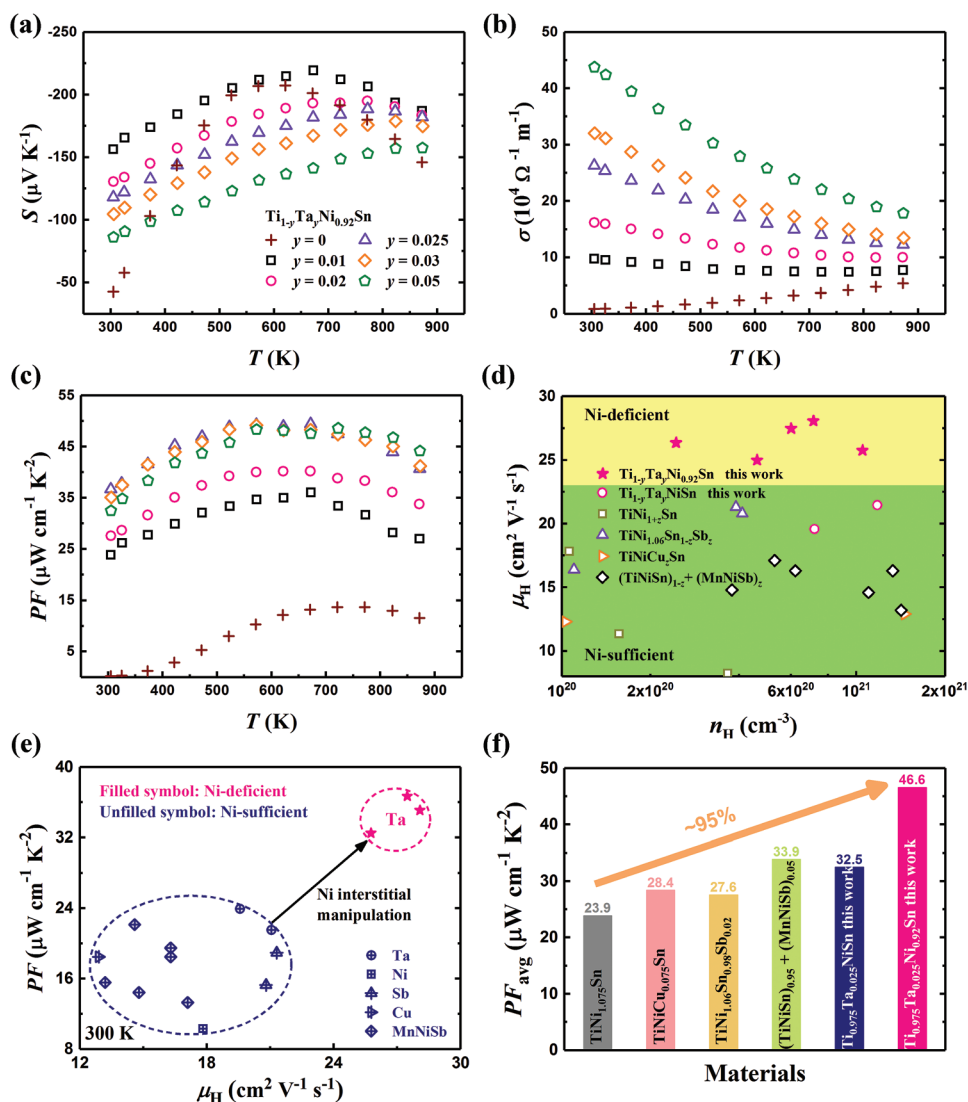 (a)
-250
-200
-150
-100
-50
S (μV K⁻¹)
Ti₁₋yTayNi₀.₉₂Sn
y = 0
y = 0.025
y = 0.01
y = 0.03
y = 0.02
y = 0.05
300 400 500 600 700 800 900
T (K)
(b)
50
40
30
20
10
0
σ (10⁴ Ω⁻¹ m⁻¹)
300 400 500 600 700 800 900
T (K)
(c)
55
45
35
25
15
5
PF (μW cm⁻¹ K⁻²)
300 400 500 600 700 800 900
T (K)
(d)
30
25
20
15
10
μH (cm² V⁻¹ s⁻¹)
Ni-deficient
Ti₁₋yTayNi₀.₉₂Sn this work
Ti₁₋yTayNiSn this work
TiNi₁₊zSn
TiNi₁.₀₆Sn₁₋zSbz
TiNiCuzSn
(TiNiSn)₁₋z+ (MnNiSb)z
Ni-sufficient
10²⁰ 2x10²⁰ 6x10²⁰ 10²¹ 2x10²¹
nH (cm⁻³)
(e)
40
32
24
16
8
PF (μW cm⁻¹ K⁻²)
Filled symbol: Ni-deficient
Unfilled symbol: Ni-sufficient
Ta
Ni interstitial
manipulation
Ta
Ni
Sb
Cu
MnNiSb
300 K
12 18 24 30
μH (cm² V⁻¹ s⁻¹)
(f)
50
40
30
20
10
0
PFavg (μW cm⁻¹ K⁻²)
~95%
23.9
28.4
27.6
33.9
32.5
46.6
TiNi₁.₀₇₅Sn
TiNiCu₀.₀₇₅Sn
TiNi₁.₀₆Sn₀.₉₈Sb₀.₀₂
(TiNiSn)₀.₉₅ + (MnNiSb)₀.₀₅
Ti₀.₉₇₅Ta₀.₀₂₅NiSn this work
Ti₀.₉₇₅Ta₀.₀₂₅Ni₀.₉₂Sn this work
Materials